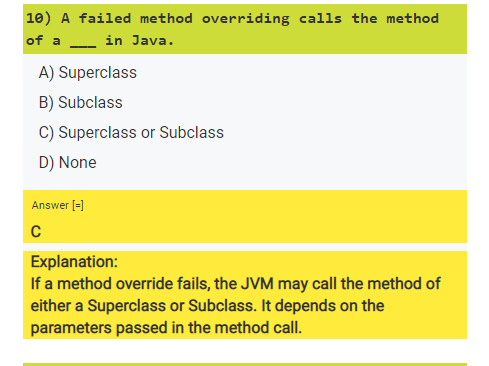 10) A failed method overriding calls the method
of a ___ in Java.
A) Superclass
B) Subclass
C) Superclass or Subclass
D) None
Answer [=]
C
Explanation:
If a method override fails, the JVM may call the method of
either a Superclass or Subclass. It depends on the
parameters passed in the method call.